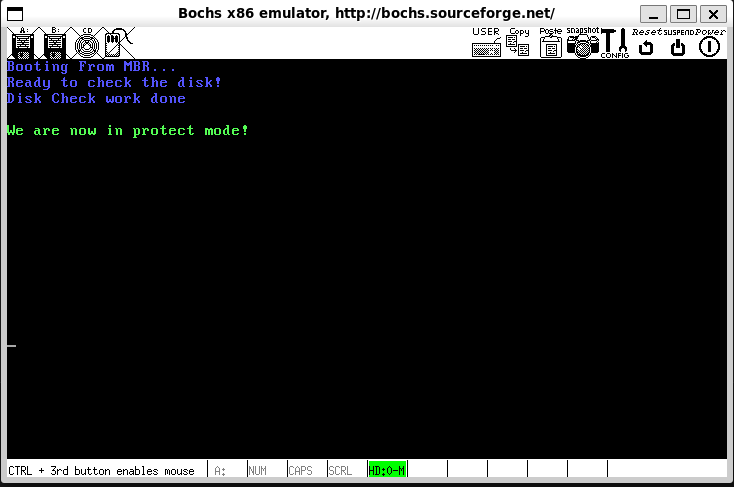 Bochs x86 emulator, http://bochs.sourceforge.net/
A: B: CD USER Copy Paste snapshot CONFIG Reset SUSPEND Power
Booting From MBR...
Ready to check the disk!
Disk Check work done
We are now in protect mode!
CTRL + 3rd button enables mouse A: NUM CAPS SCRL HD:0-M